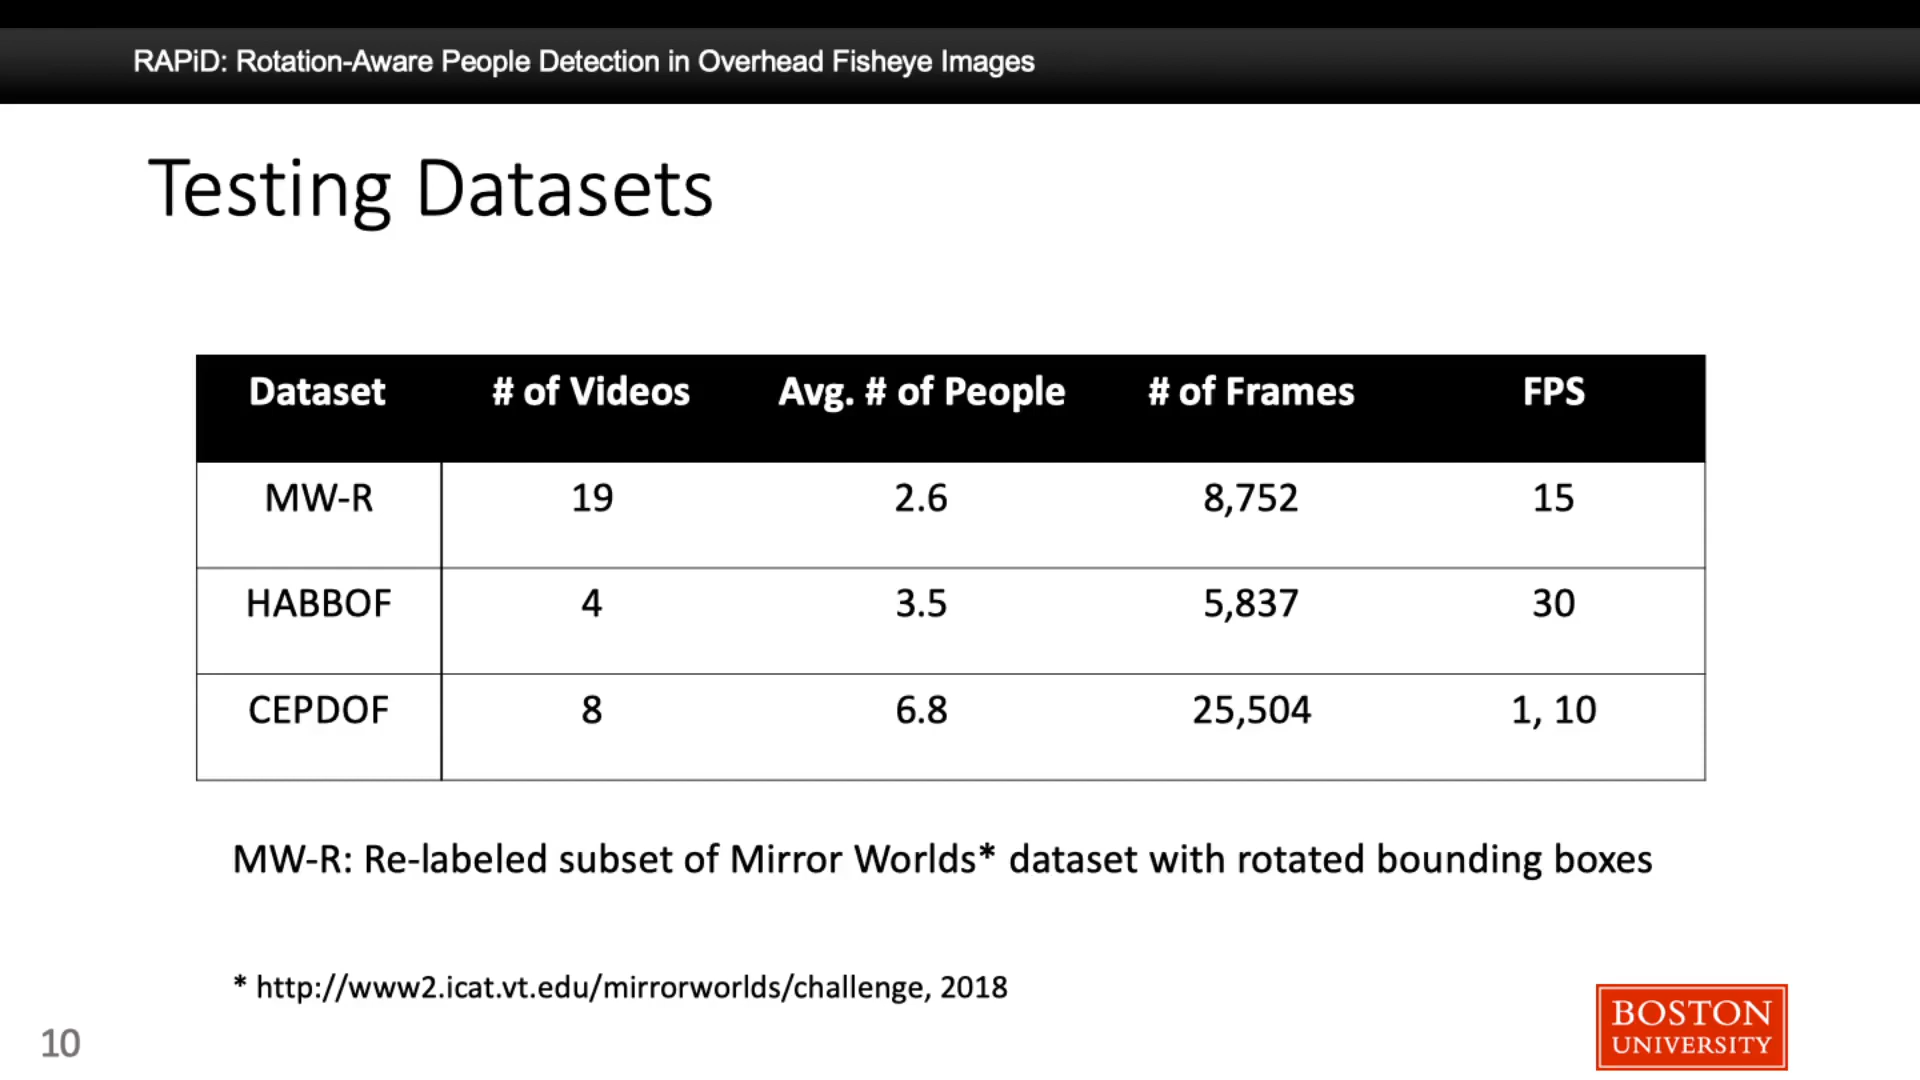 RAPiD: Rotation-Aware People Detection in Overhead Fisheye Images
Testing Datasets
Dataset # of Videos Avg. # of People # of Frames FPS
MW-R 19 2.6 8,752 15
HABBOF 4 3.5 5,837 30
CEPDOF 8 6.8 25,504 1, 10
MW-R: Re-labeled subset of Mirror Worlds* dataset with rotated bounding boxes
* http://www2.icat.vt.edu/mirrorworlds/challenge, 2018
10
BOSTON
UNIVERSITY